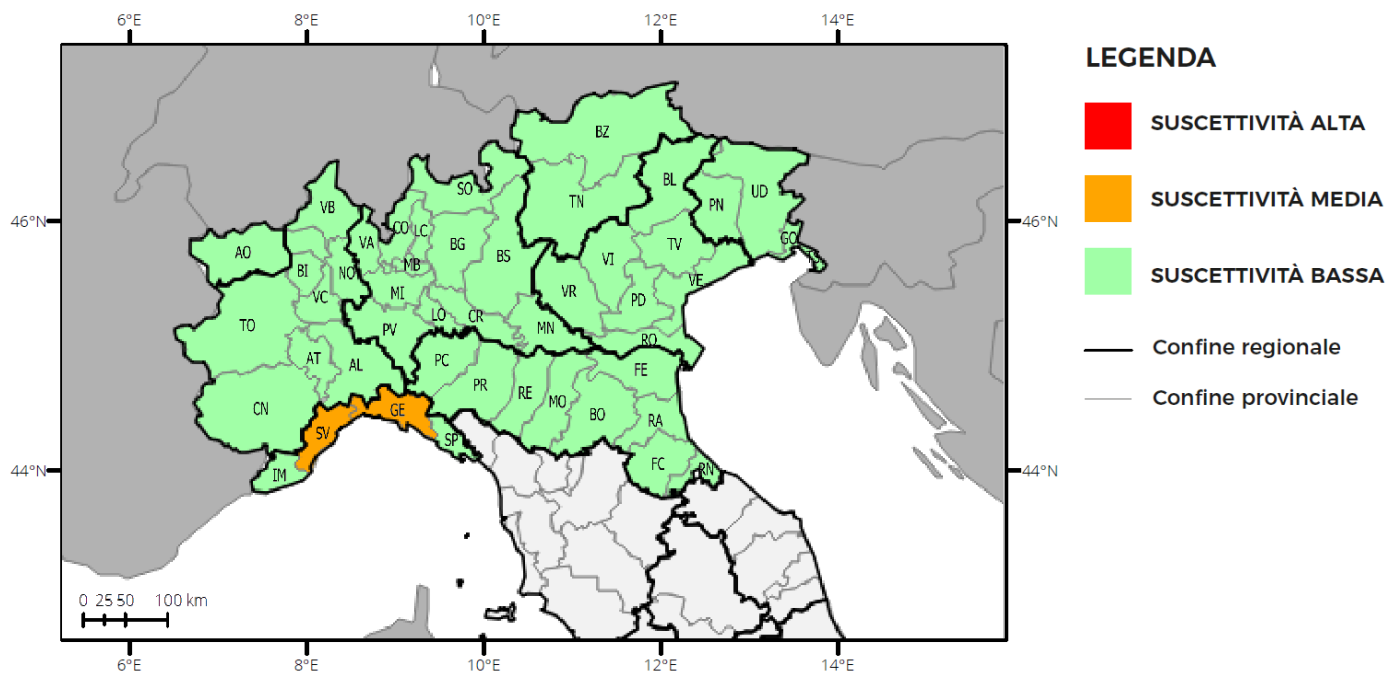 6°E 8°E 10°E 12°E 14°E
LEGENDA
SUSCETTIVITÀ ALTA
SUSCETTIVITÀ MEDIA
SUSCETTIVITÀ BASSA
Confine regionale
Confine provinciale
BZ
SO BL UD
VB TN PN
46°N 46°N
CO LC
VA BG TV GO
AO BS VI
BI NO MB VE
VC MI VR PD
LO CR
TO PV MN RO
AT AL PC FE
PR RE MO
CN GE BO RA
SV SP
44°N IM FC RN 44°N
0 25 50 100 km
6°E 8°E 10°E 12°E 14°E